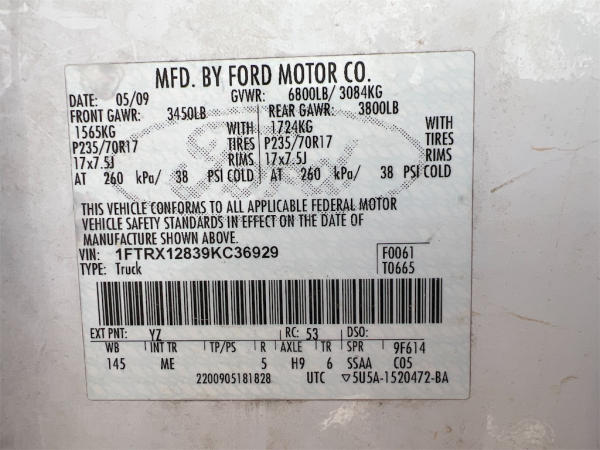 MFD. BY FORD MOTOR CO.
DATE: 05/09 GVWR: 6800LB/ 3084KG
FRONT GAWR: 3450LB REAR GAWR: 3800LB
1565KG WITH 1724KG WITH
P235/70R17 TIRES P235/70R17 TIRES
17x7.5J RIMS 17x7.5J RIMS
AT 260 kPa/ 38 PSI COLD AT 260 kPa/ 38 PSI COLD
THIS VEHICLE CONFORMS TO ALL APPLICABLE FEDERAL MOTOR
VEHICLE SAFETY STANDARDS IN EFFECT ON THE DATE OF
MANUFACTURE SHOWN ABOVE.
VIN: 1FTRX12839KC36929 F0061
TYPE: Truck T0665
EXT PNT: YZ RC: 53 DSO:
WB INT TR TP/PS R AXLE TR SPR 9F614
145 ME 5 H9 6 SSAA C05
2200905181828 UTC ▽5U5A-1520472-BA
Ford